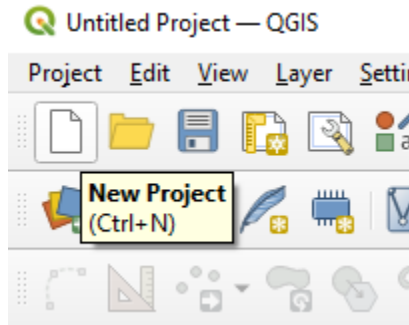 Untitled Project — QGIS
Project Edit View Layer
New Project
(Ctrl+N)